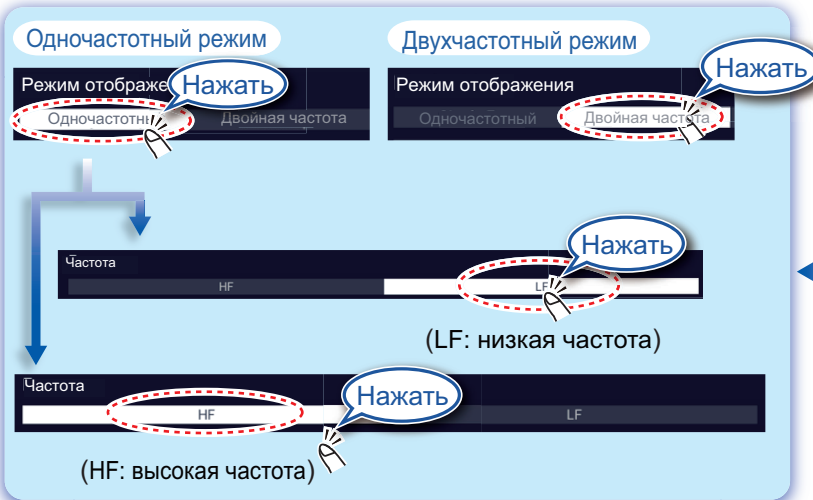 Одночастотный режим
Двухчастотный режим
Режим отображе
Нажать
Одночастотны
Двойная частота
Режим отображения
Нажать
Одночастотный
Двойная частота
Частота
Нажать
HF
LF
(LF: низкая частота)
Частота
Нажать
HF
LF
(HF: высокая частота)